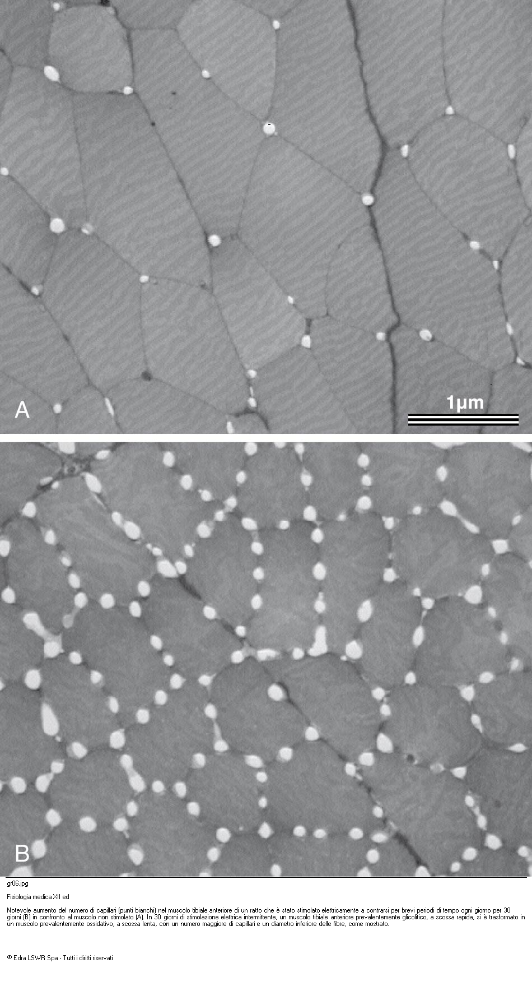 1µm
A
B
gr06.jpg
Fisiologia medica XII ed
Notevole aumento del numero di capillari (punti bianchi) nel muscolo tibiale anteriore di un ratto che è stato stimolato elettricamente a contrarsi per brevi periodi di tempo ogni giorno per 30
giorni (B) in confronto al muscolo non stimolato (A). In 30 giorni di stimolazione elettrica intermittente, un muscolo tibiale anteriore prevalentemente glicolitico, a scossa rapida, si è trasformato in
un muscolo prevalentemente ossidativo, a scossa lenta, con un numero maggiore di capillari e un diametro inferiore delle fibre, come mostrato.
© Edra LSWR Spa - Tutti i diritti riservati